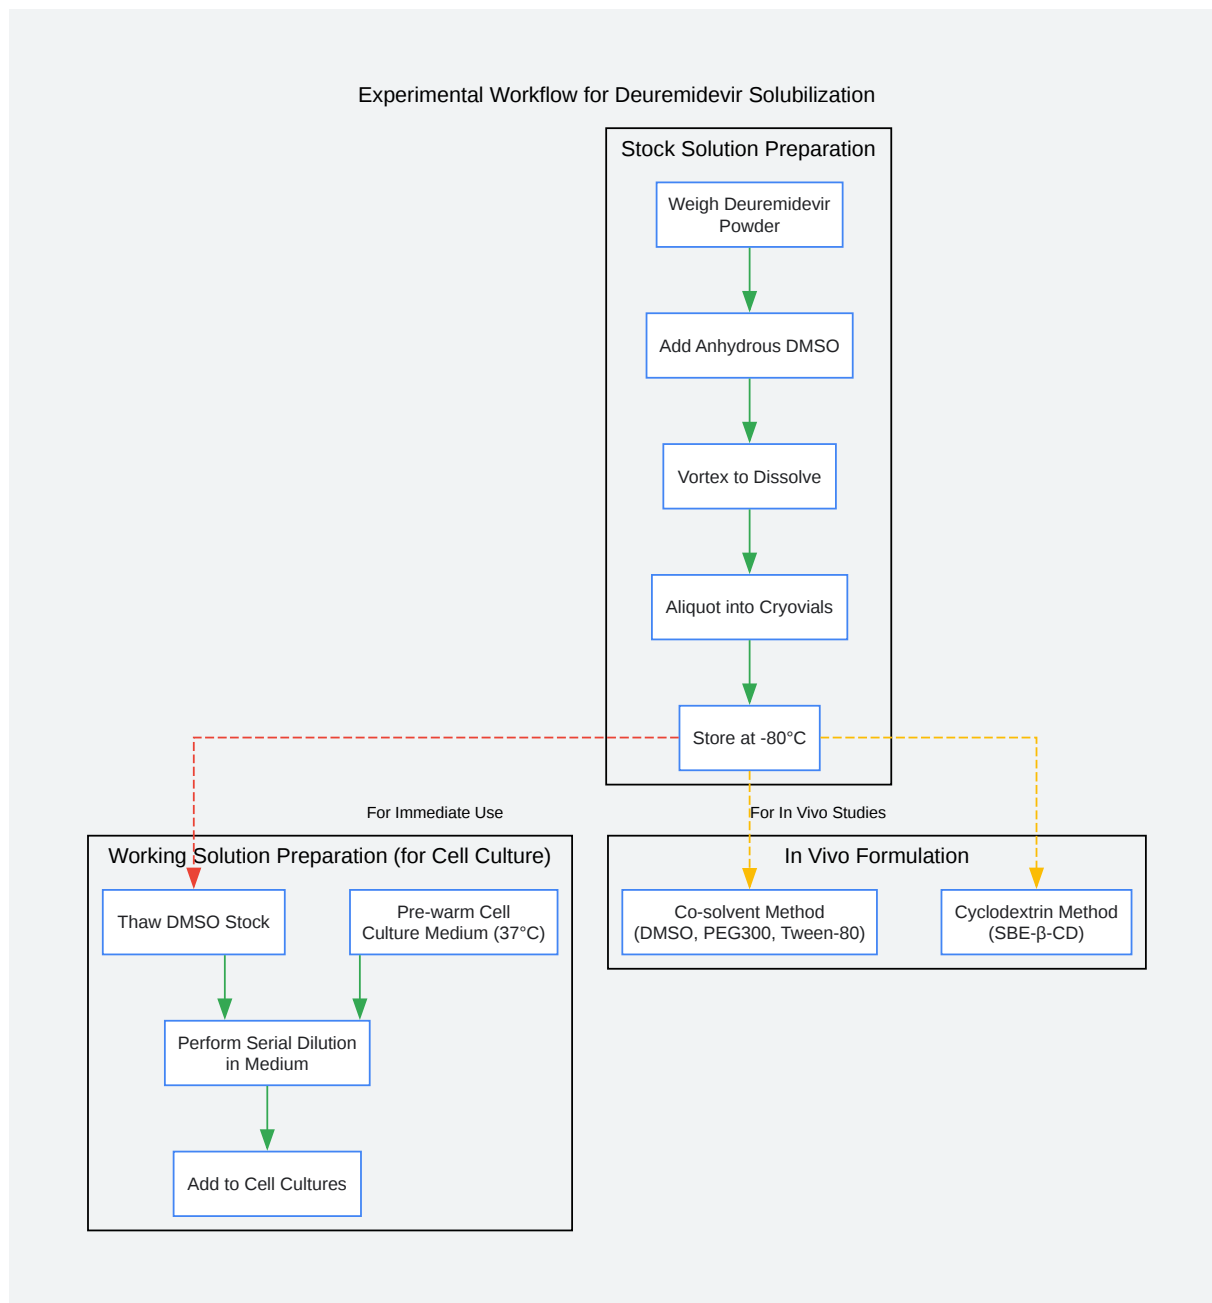 Experimental Workflow for Deuremidevir Solubilization
Stock Solution Preparation
Weigh Deuremidevir
Powder
Add Anhydrous DMSO
Vortex to Dissolve
Aliquot into Cryovials
Store at -80°C
For Immediate Use
For In Vivo Studies
Working Solution Preparation (for Cell Culture)
Thaw DMSO Stock
Pre-warm Cell
Culture Medium (37°C)
Perform Serial Dilution
in Medium
Add to Cell Cultures
In Vivo Formulation
Co-solvent Method
(DMSO, PEG300, Tween-80)
Cyclodextrin Method
(SBE-β-CD)